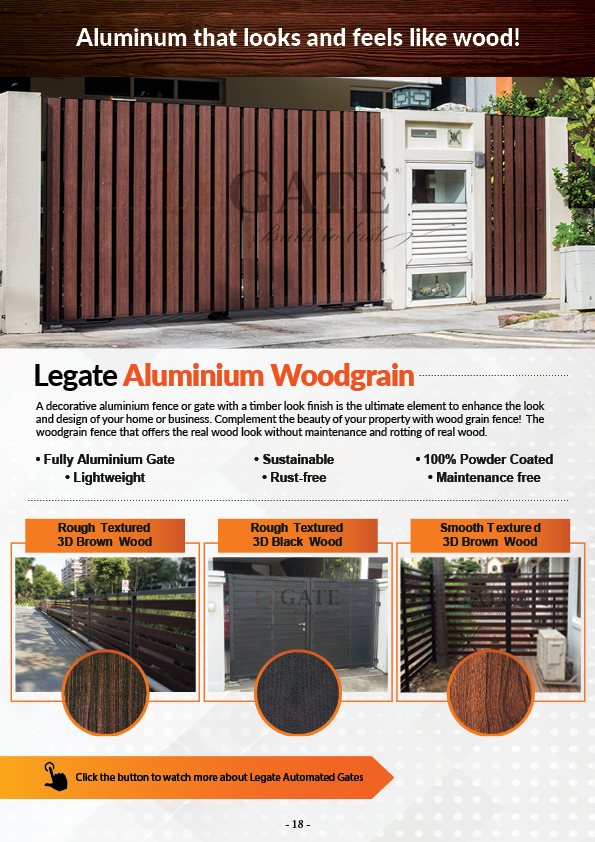 Aluminum that looks and feels like wood!
LEGATE®
Built to last
Legate Aluminium Woodgrain
A decorative aluminium fence or gate with a timber look finish is the ultimate element to enhance the look
and design of your home or business. Complement the beauty of your property with wood grain fence! The
woodgrain fence that offers the real wood look without maintenance and rotting of real wood.
• Fully Aluminium Gate • Sustainable • 100% Powder Coated
• Lightweight • Rust-free • Maintenance free
Rough Textured
3D Brown Wood
Rough Textured
3D Black Wood
Smooth Textured
3D Brown Wood
LEGATE
LEGATE
LEGATE
Click the button to watch more about Legate Automated Gates
- 18 -